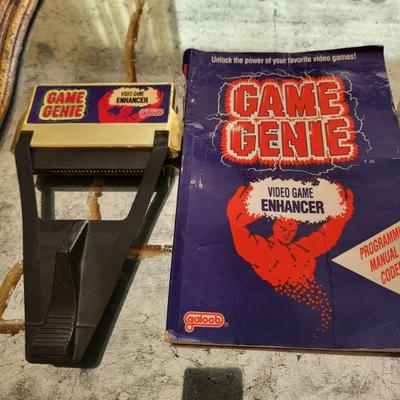 GAME
GENIE
VIDEO GAME
ENHANCER
galoob
Unlock the power of your favorite video games!
GAME
GENIE
T.M.
VIDEO GAME
ENHANCER
PROGRAMMI
MANUAL
CODE
galoob